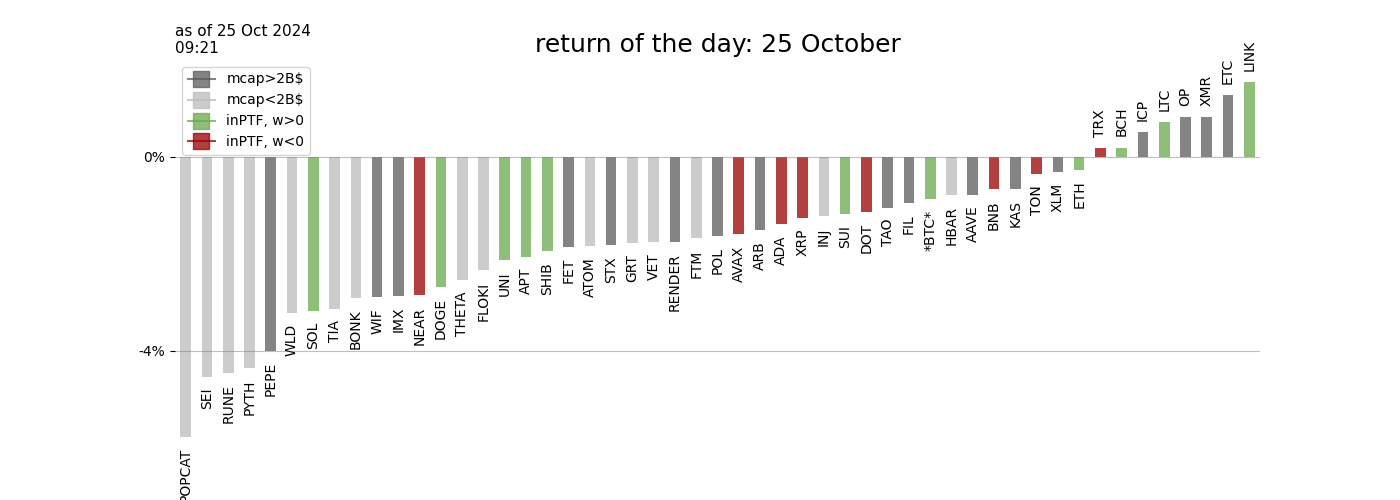 as of 25 Oct 2024
09:21
return of the day: 25 October
mcap>2B$
mcap<2B$
inPTF, w>0
inPTF, w<0
0%
-4%
POPCAT
SEI
RUNE
PYTH
PEPE
WLD
SOL
TIA
BONK
WIF
IMX
NEAR
DOGE
THETA
FLOKI
UNI
APT
SHIB
FET
ATOM
STX
GRT
VET
RENDER
FTM
POL
AVAX
ARB
ADA
XRP
INJ
SUI
DOT
TAO
FIL
*BTC*
HBAR
AAVE
BNB
KAS
TON
XLM
ETH
TRX
BCH
ICP
LTC
OP
XMR
ETC
LINK